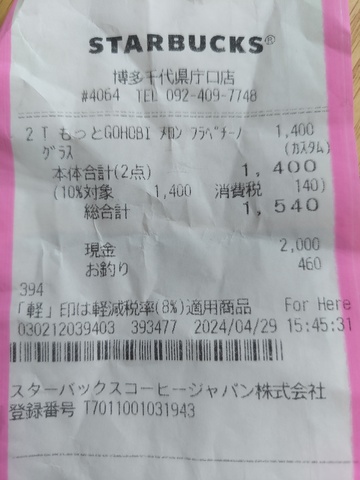 STARBUCKS®
博多千代県庁口店
#4064 TEL 092-409-7748
2 T もっとGOHOBI メロン フラペチーノ 1,400
グラス (カスタム)
本体合計(2点) 1,400
(10%対象 1,400 消費税 140)
総合計 1,540
現金 2,000
お釣り 460
394
「軽」印は軽減税率(8%)適用商品 For Here
030212039403 393477 2024/04/29 15:45:31
スターバックスコーヒージャパン株式会社
登録番号 T7011001031943